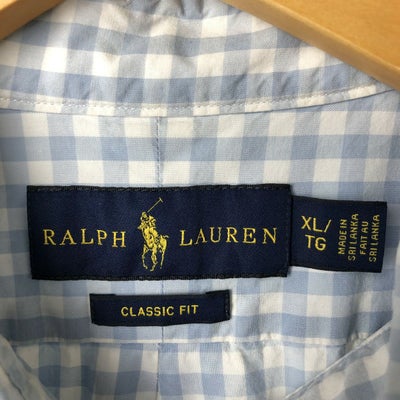 RALPH LAUREN
XL/
TG
MADE IN
SRI LANKA
FAIT AU
SRI LANKA
CLASSIC FIT